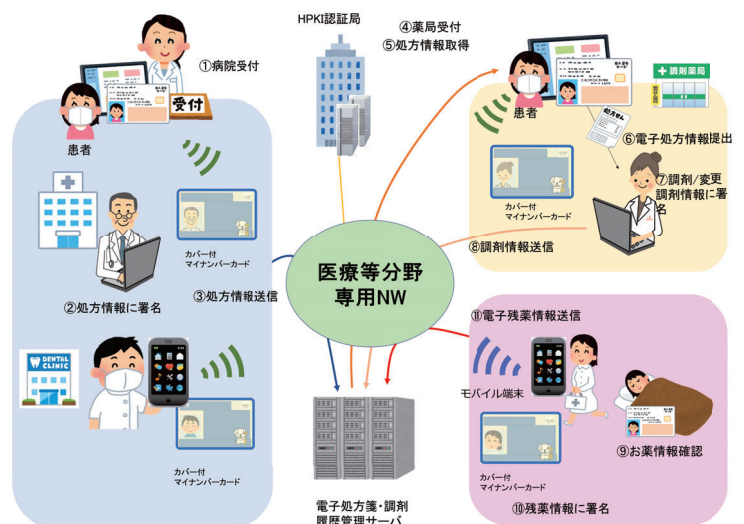 HPKI認証局
④薬局受付
⑤処方情報取得
①病院受付
受付
患者
カバー付
マイナンバーカード
②処方情報に署名
③処方情報送信
DENTAL
CLINIC
カバー付
マイナンバーカード
医療等分野
専用NW
電子処方箋・調剤
履歴管理サーバ
調剤薬局
患者
処方せん
⑥電子処方情報提出
⑦調剤/変更
調剤情報に署
名
カバー付
マイナンバーカード
⑧調剤情報送信
⑪電子残薬情報送信
モバイル端末
カバー付
マイナンバーカード
⑨お薬情報確認
⑩残薬情報に署名